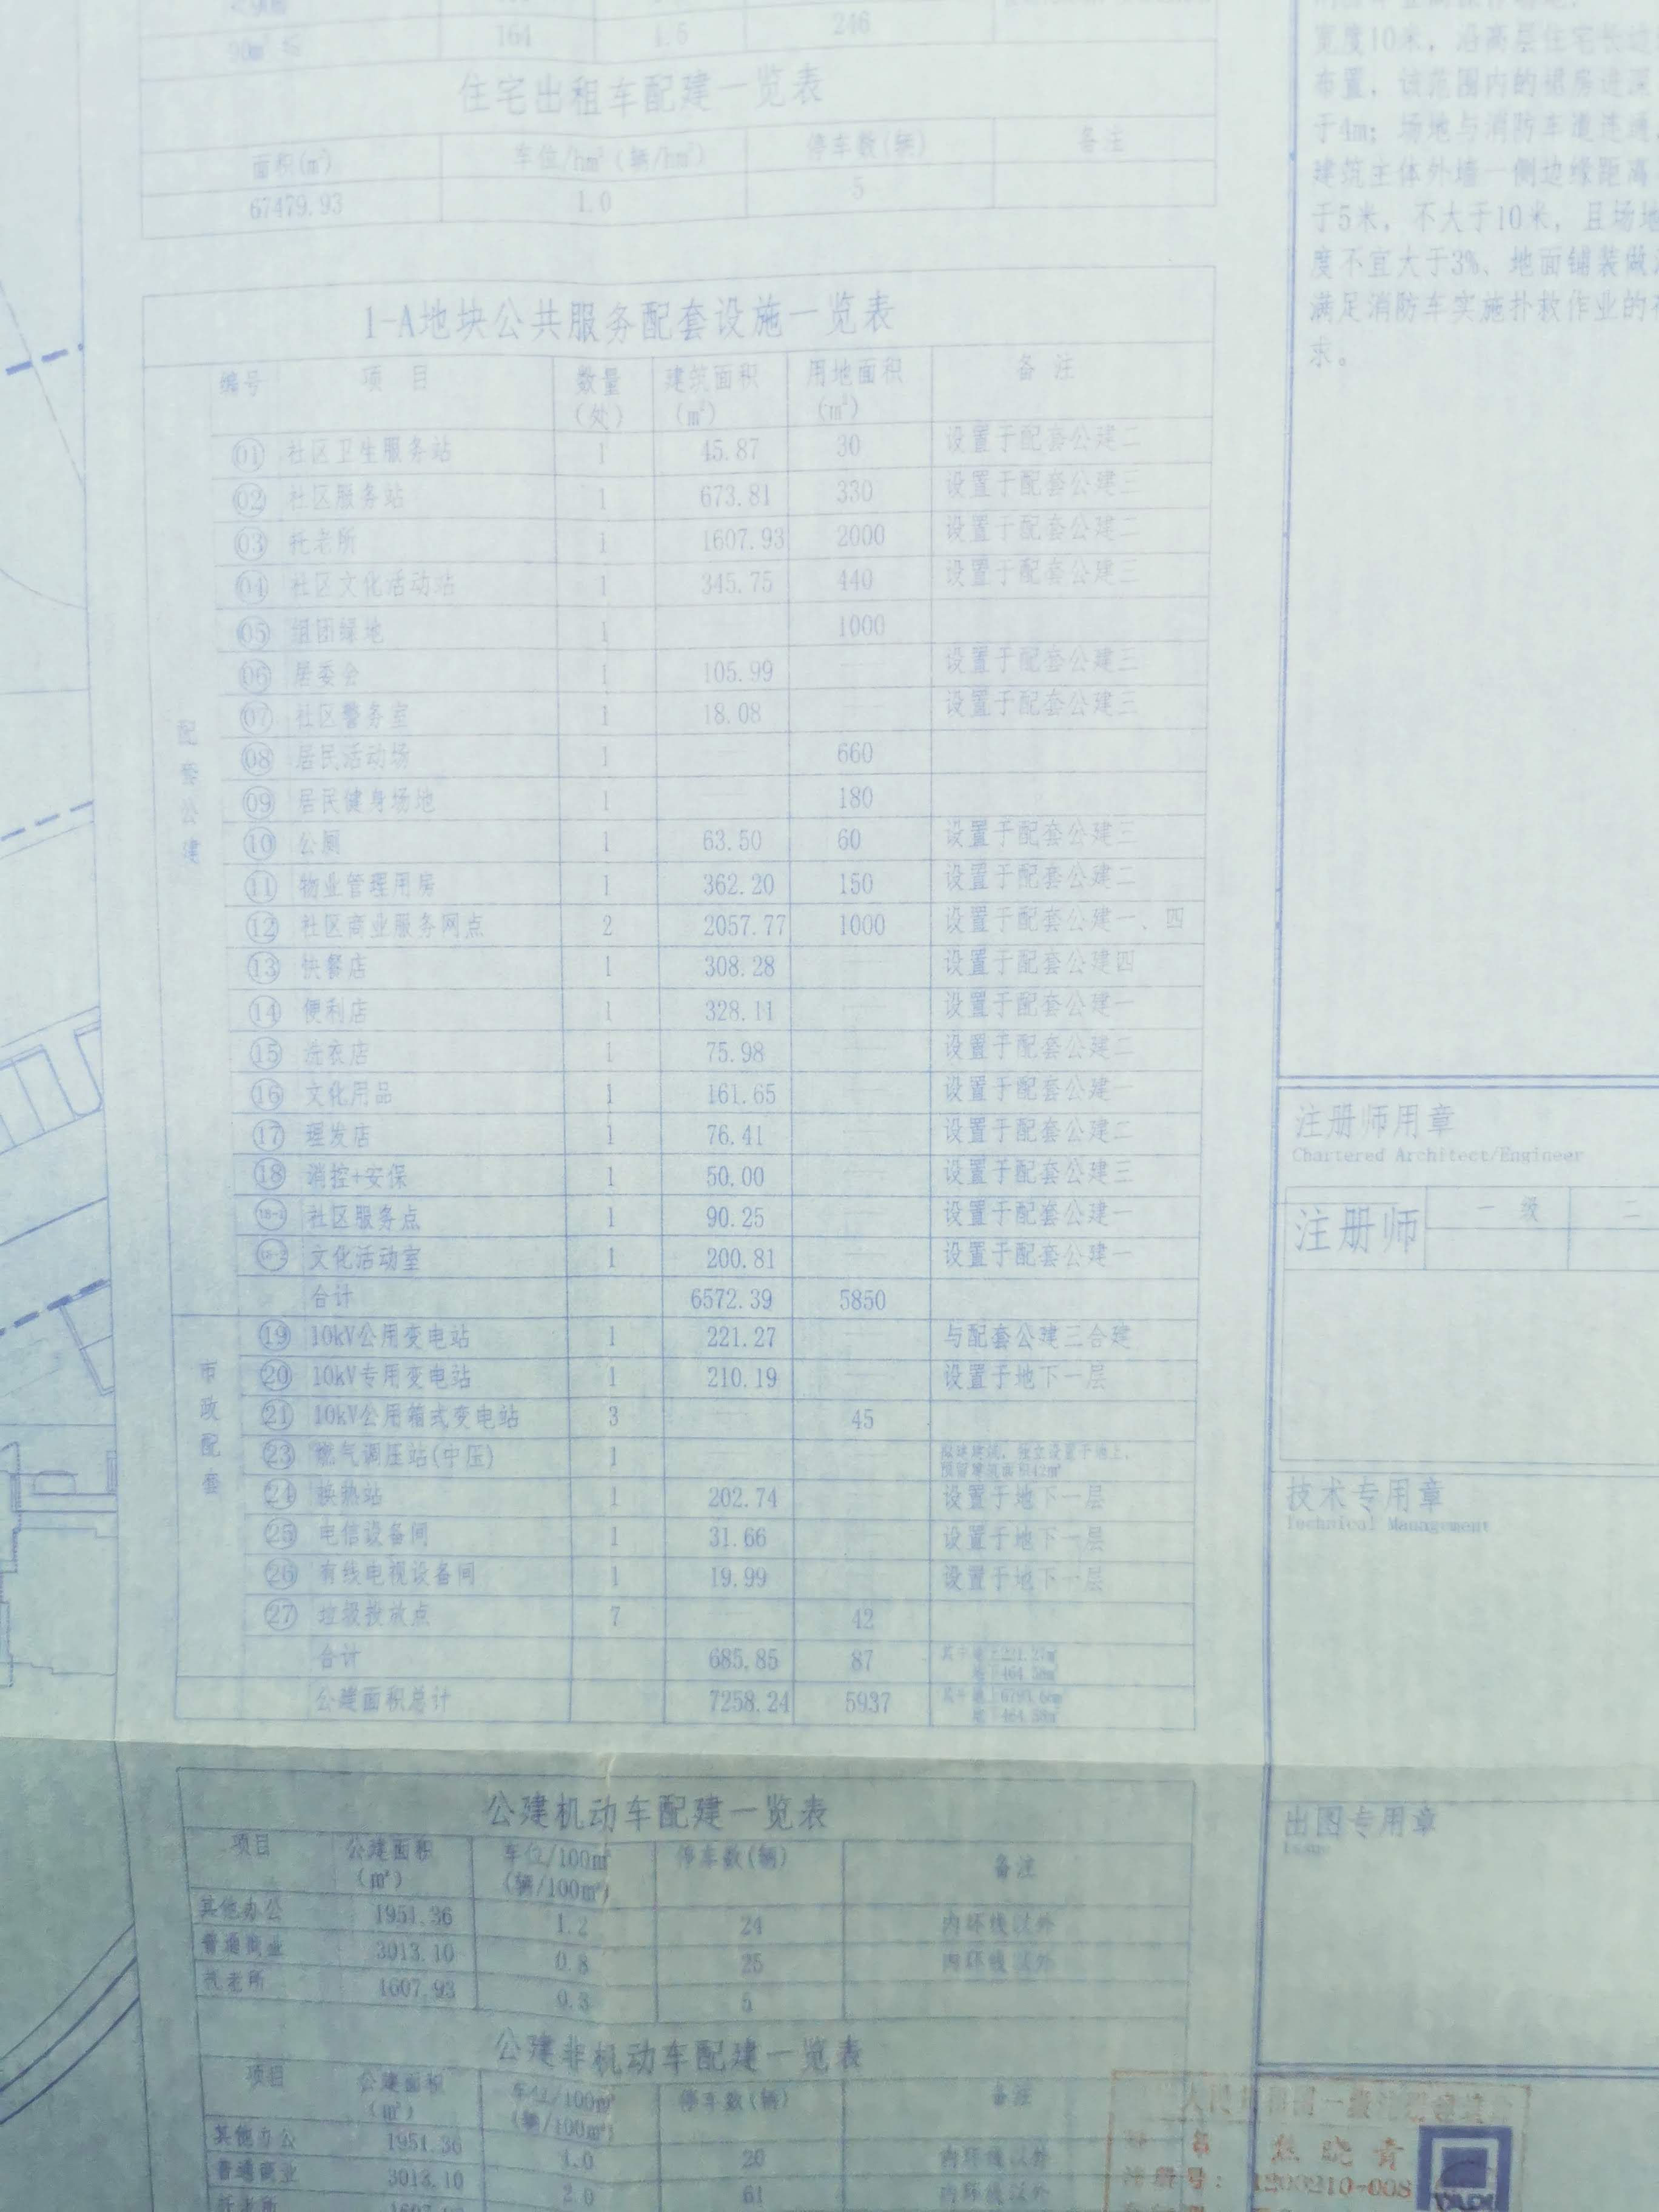 90m²≤ 164 1.5 246
住宅出租车配建一览表
面积(m²) 车位/hm²(辆/hm²) 停车数(辆) 备注
67479.93 1.0 5
1-A地块公共服务配套设施一览表
编号 项 目 数量(处) 建筑面积(m²) 用地面积(m²) 备 注
配套公建
01 社区卫生服务站 1 45.87 30 设置于配套公建二
02 社区服务站 1 673.81 330 设置于配套公建三
03 托老所 1 1607.93 2000 设置于配套公建二
04 社区文化活动站 1 345.75 440 设置于配套公建三
05 组团绿地 1 —— 1000
06 居委会 1 105.99 —— 设置于配套公建三
07 社区警务室 1 18.08 —— 设置于配套公建三
08 居民活动场 1 —— 660
09 居民健身场地 1 —— 180
10 公厕 1 63.50 60 设置于配套公建三
11 物业管理用房 1 362.20 150 设置于配套公建二
12 社区商业服务网点 2 2057.77 1000 设置于配套公建一、四
13 快餐店 1 308.28 —— 设置于配套公建四
14 便利店 1 328.11 —— 设置于配套公建一
15 洗衣店 1 75.98 —— 设置于配套公建二
16 文化用品 1 161.65 —— 设置于配套公建一
17 理发店 1 76.41 —— 设置于配套公建二
18 消控+安保 1 50.00 —— 设置于配套公建三
18-1 社区服务点 1 90.25 —— 设置于配套公建一
18-2 文化活动室 1 200.81 —— 设置于配套公建一
合计 6572.39 5850
市政配套
19 10kV公用变电站 1 221.27 —— 与配套公建三合建
20 10kV专用变电站 1 210.19 —— 设置于地下一层
21 10kV公用箱式变电站 3 —— 45
23 燃气调压站(中压) 1
24 换热站 1 202.74 —— 设置于地下一层
25 电信设备间 1 31.66 —— 设置于地下一层
26 有线电视设备间 1 19.99 —— 设置于地下一层
27 垃圾投放点 7 —— 42
合计 685.85 87
公建面积总计 7258.24 5937
公建机动车配建一览表
项目 公建面积(m²) 车位/100m²(辆/100m²) 停车数(辆) 备注
其他办公 1951.36 1.2 24 内环线以外
普通商业 3013.10 0.8 25 内环线以外
托老所 1607.93 0.3 5
公建非机动车配建一览表
项目 公建面积(m²) 车位/100m²(辆/100m²) 停车数(辆) 备注
其他办公 1951.36 1.0 20 内环线以外
普通商业 3013.10 2.0 61 内环线以外
托老所 1607.93
宽度10米，沿高层住宅长边
布置，该范围内的裙房进深
于4m；场地与消防车道连通，
建筑主体外墙一侧边缘距离
于5米，不大于10米，且场地
度不宜大于3%、地面铺装做
满足消防车实施扑救作业的
求。
注册师用章
Chartered Architect/Engineer
注册师 一 级 二
技术专用章
Technical Management
出图专用章
Issue
注册号：1200210-008